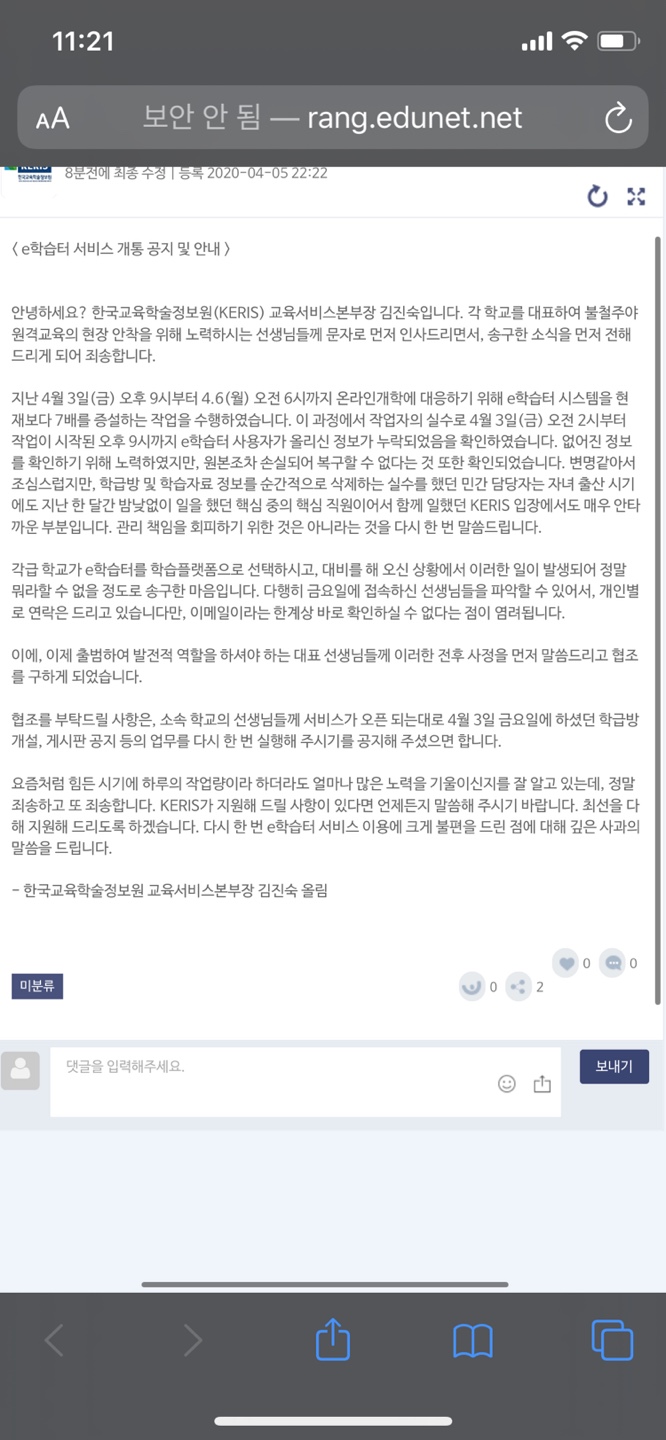 11:21
AA 보안 안 됨 — rang.edunet.net
KERIS
한국교육학술정보원
8분전에 최종 수정 | 등록 2020-04-05 22:22
< e학습터 서비스 개통 공지 및 안내 >
안녕하세요? 한국교육학술정보원(KERIS) 교육서비스본부장 김진숙입니다. 각 학교를 대표하여 불철주야
원격교육의 현장 안착을 위해 노력하시는 선생님들께 문자로 먼저 인사드리면서, 송구한 소식을 먼저 전해
드리게 되어 죄송합니다.
지난 4월 3일(금) 오후 9시부터 4.6(월) 오전 6시까지 온라인개학에 대응하기 위해 e학습터 시스템을 현
재보다 7배를 증설하는 작업을 수행하였습니다. 이 과정에서 작업자의 실수로 4월 3일(금) 오전 2시부터
작업이 시작된 오후 9시까지 e학습터 사용자가 올리신 정보가 누락되었음을 확인하였습니다. 없어진 정보
를 확인하기 위해 노력하였지만, 원본조차 손실되어 복구할 수 없다는 것 또한 확인되었습니다. 변명같아서
조심스럽지만, 학급방 및 학습자료 정보를 순간적으로 삭제하는 실수를 했던 민간 담당자는 자녀 출산 시기
에도 지난 한 달간 밤낮없이 일을 했던 핵심 중의 핵심 직원이어서 함께 일했던 KERIS 입장에서도 매우 안타
까운 부분입니다. 관리 책임을 회피하기 위한 것은 아니라는 것을 다시 한 번 말씀드립니다.
각급 학교가 e학습터를 학습플랫폼으로 선택하시고, 대비를 해 오신 상황에서 이러한 일이 발생되어 정말
뭐라할 수 없을 정도로 송구한 마음입니다. 다행히 금요일에 접속하신 선생님들을 파악할 수 있어서, 개인별
로 연락은 드리고 있습니다만, 이메일이라는 한계상 바로 확인하실 수 없다는 점이 염려됩니다.
이에, 이제 출범하여 발전적 역할을 하셔야 하는 대표 선생님들께 이러한 전후 사정을 먼저 말씀드리고 협조
를 구하게 되었습니다.
협조를 부탁드릴 사항은, 소속 학교의 선생님들께 서비스가 오픈 되는대로 4월 3일 금요일에 하셨던 학급방
개설, 게시판 공지 등의 업무를 다시 한 번 실행해 주시기를 공지해 주셨으면 합니다.
요즘처럼 힘든 시기에 하루의 작업량이라 하더라도 얼마나 많은 노력을 기울이신지를 잘 알고 있는데, 정말
죄송하고 또 죄송합니다. KERIS가 지원해 드릴 사항이 있다면 언제든지 말씀해 주시기 바랍니다. 최선을 다
해 지원해 드리도록 하겠습니다. 다시 한 번 e학습터 서비스 이용에 크게 불편을 드린 점에 대해 깊은 사과의
말씀을 드립니다.
- 한국교육학술정보원 교육서비스본부장 김진숙 올림
0 0
미분류 0 2
댓글을 입력해주세요.
보내기